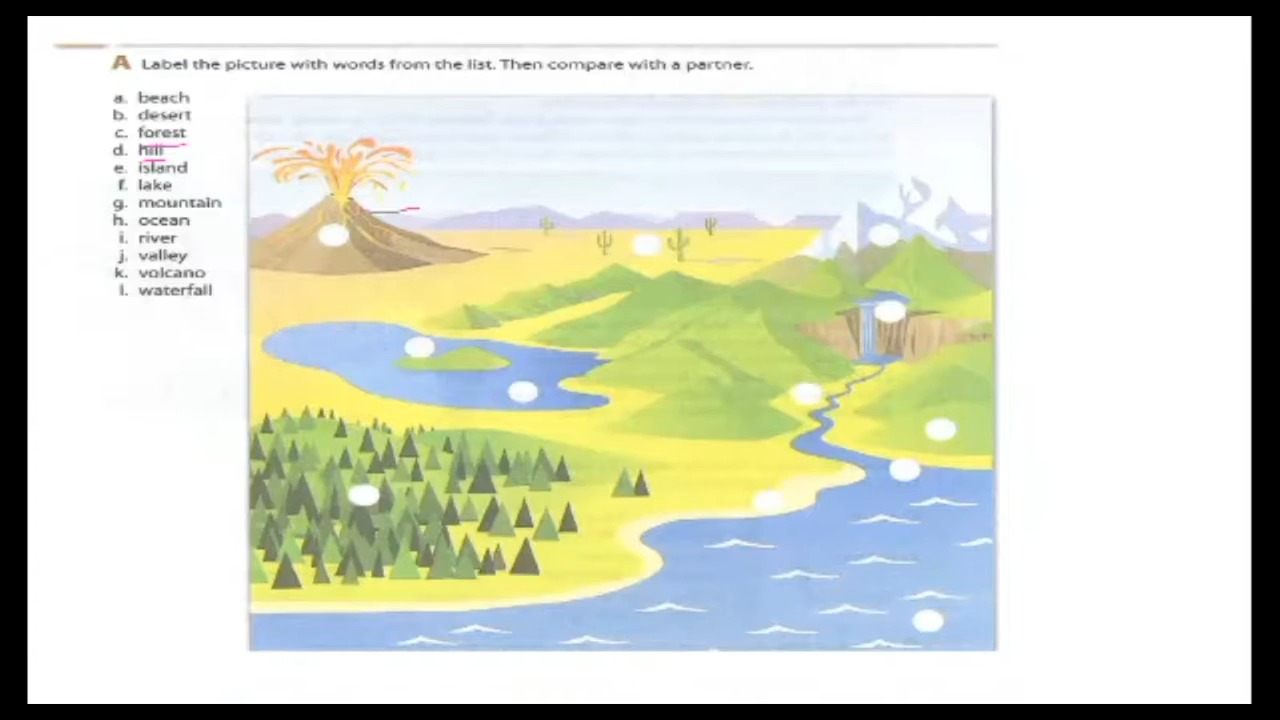 A Label the picture with words from the list. Then compare with a partner.
a. beach
b. desert
c. forest
d. hill
e. island
f. lake
g. mountain
h. ocean
i. river
j. valley
k. volcano
l. waterfall